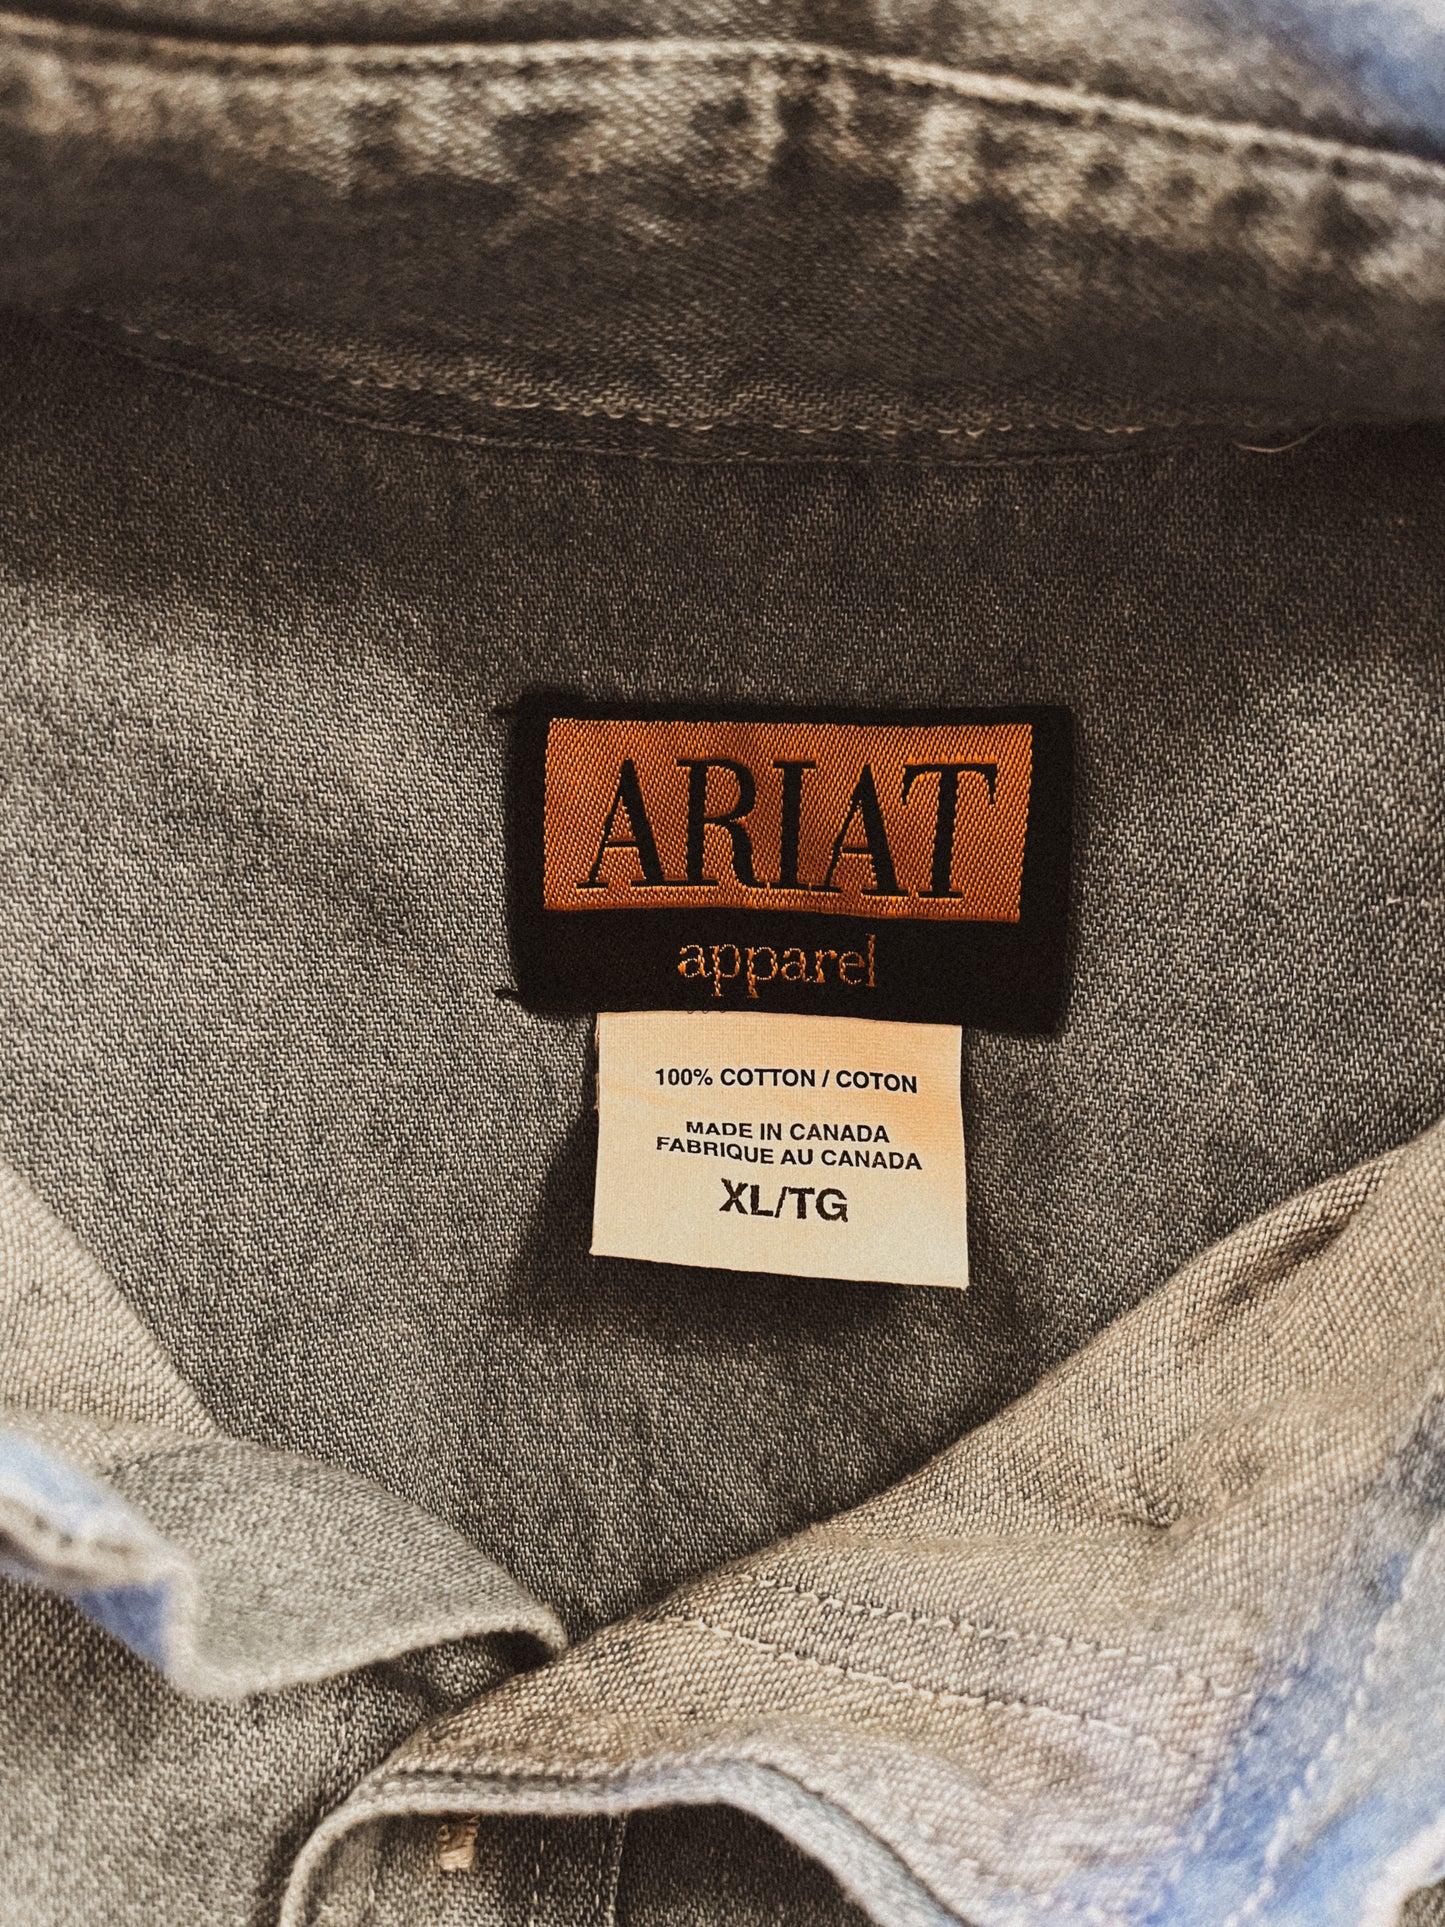 ARIAT
apparel
100% COTTON / COTON
MADE IN CANADA
FABRIQUE AU CANADA
XL/TG